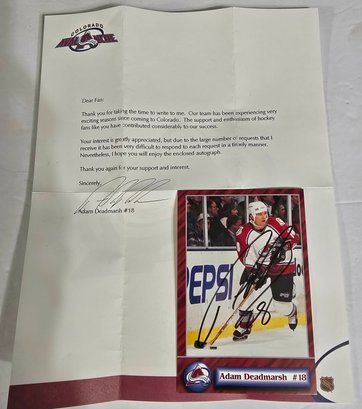 COLORADO
AVALANCHE
Dear Fan:
Thank you for taking the time to write to me. Our team has been experiencing very
exciting seasons since coming to Colorado. The support and enthusiasm of hockey
fans like you have contributed considerably to our success.
Your interest is greatly appreciated, but due to the large number of requests that I
receive it has been very difficult to respond to each request in a timely manner.
Nevertheless, I hope you will enjoy the enclosed autograph.
Thank you again for your support and interest.
Sincerely,
Adam Deadmarsh #18
PEPSI
18
Adam Deadmarsh #18
NHL